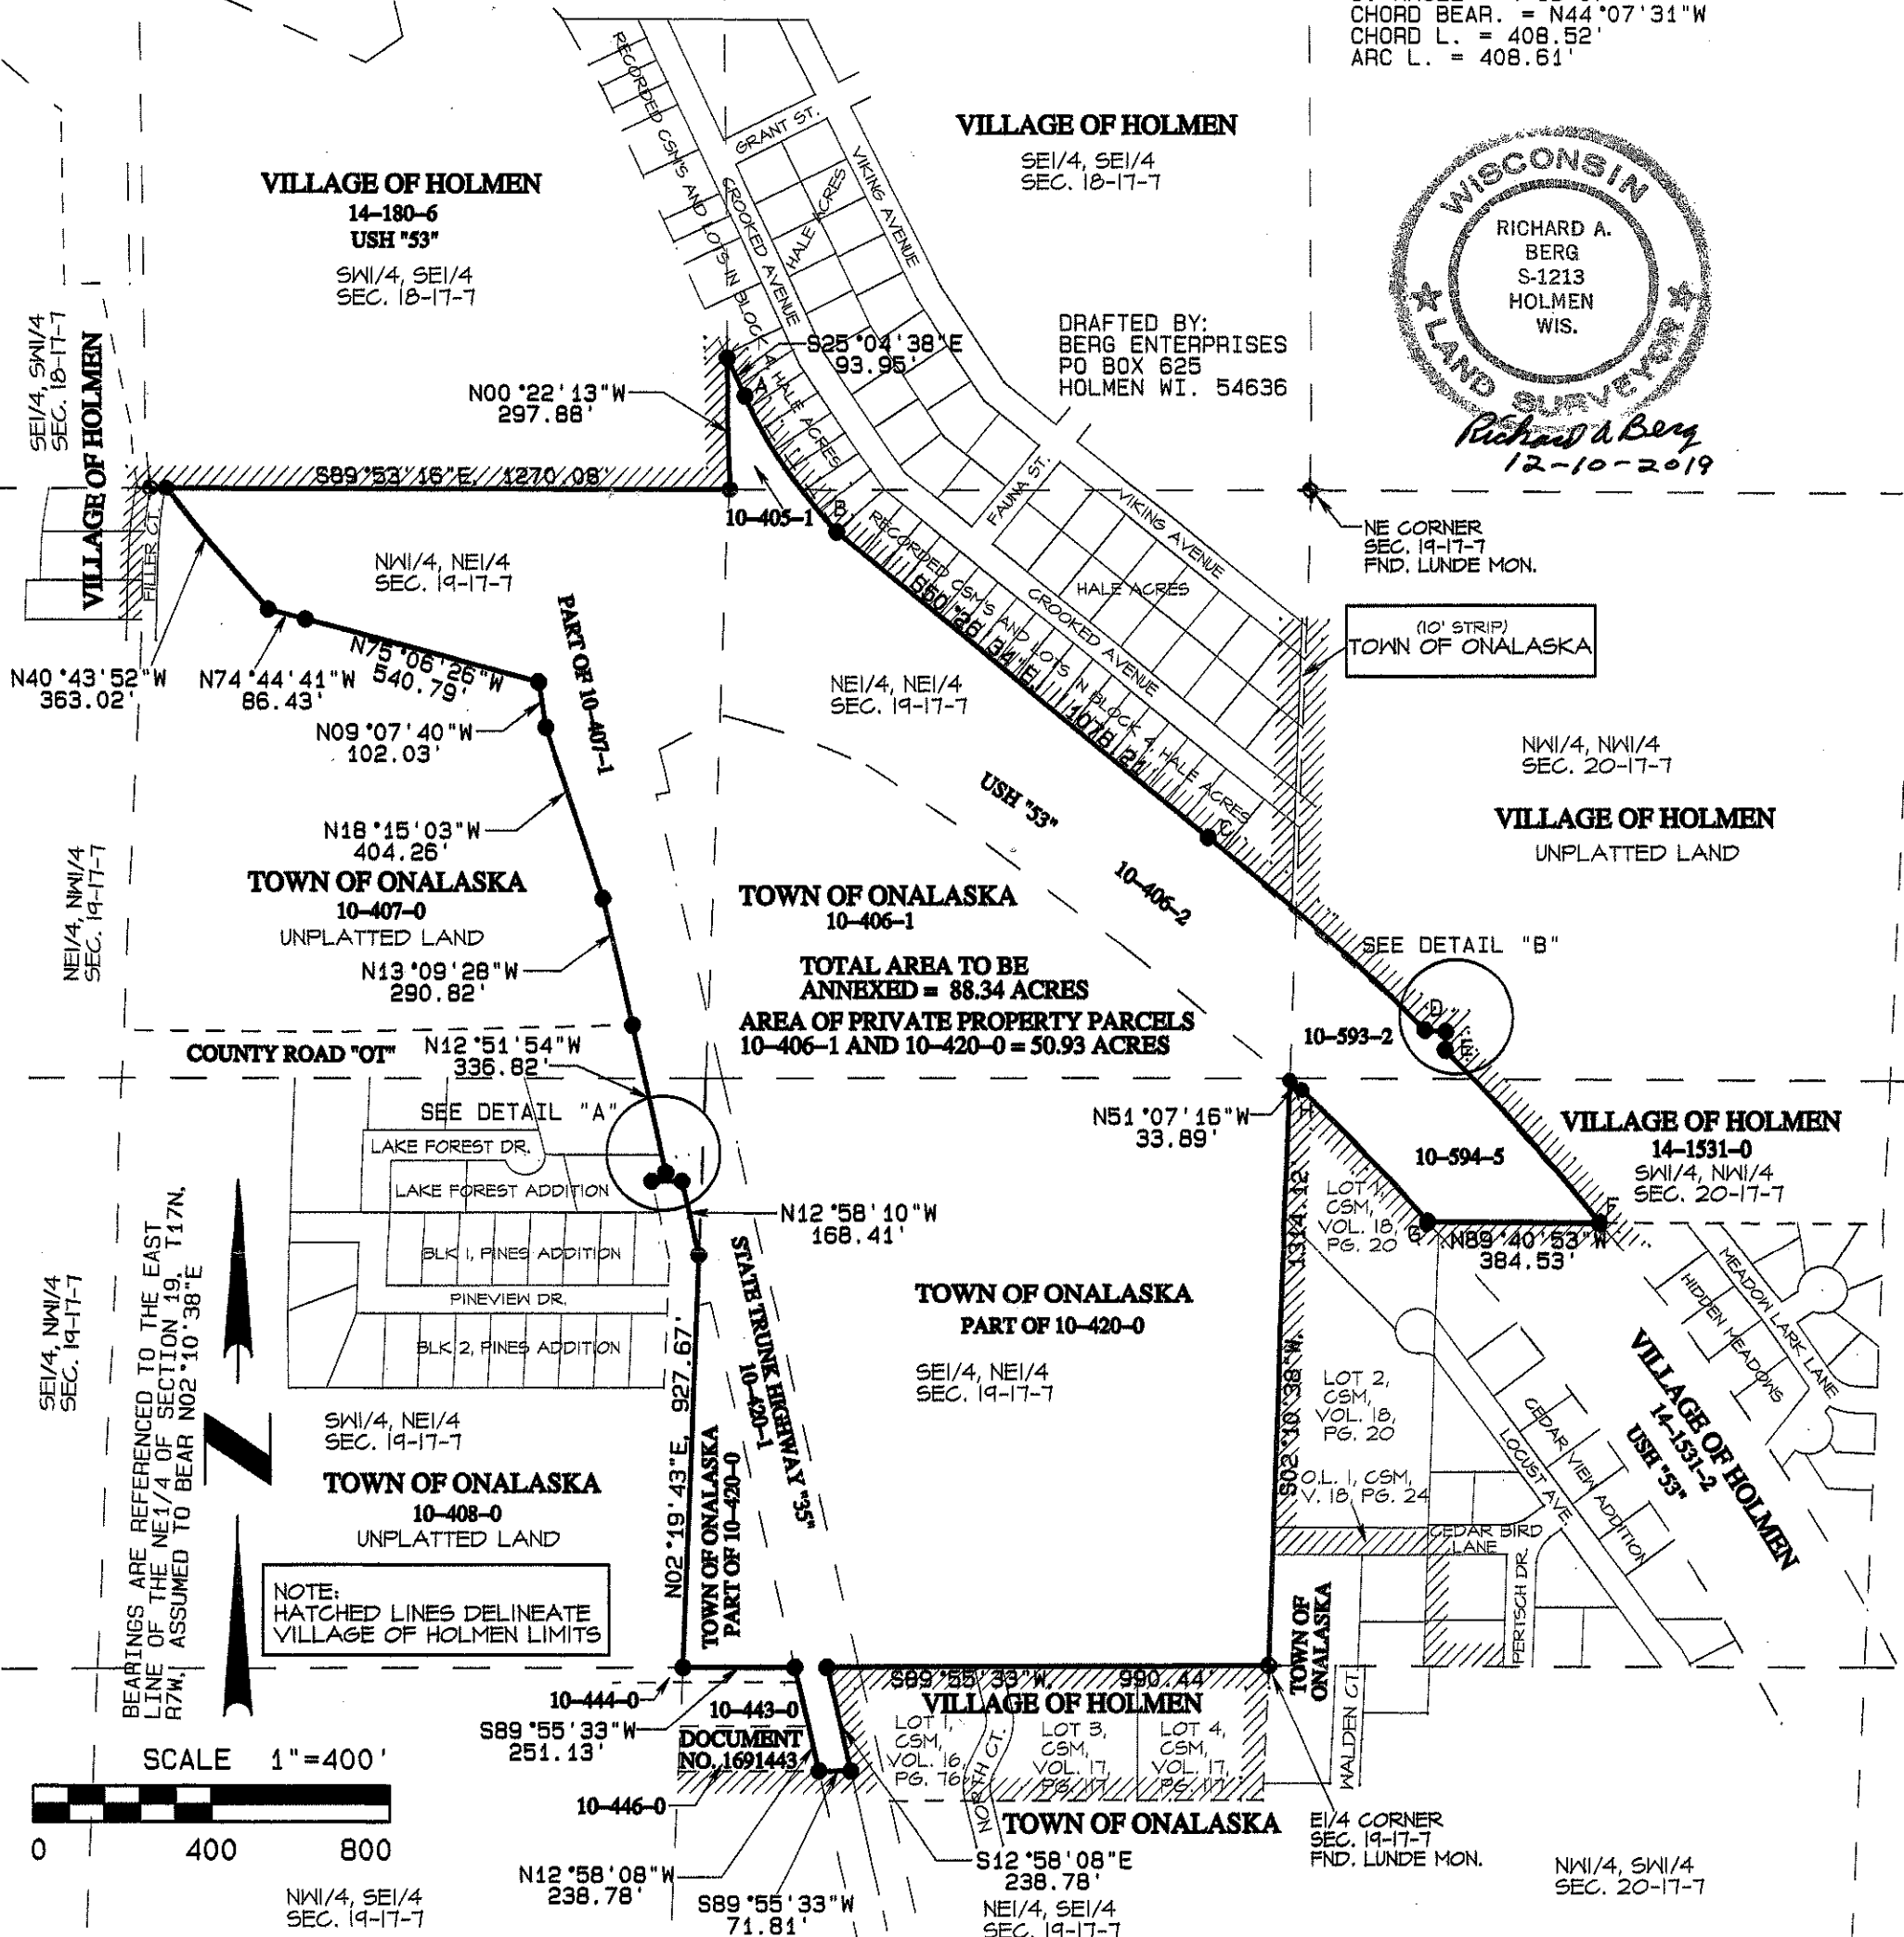 CHORD BEAR. = N44°07'31"W
CHORD L. = 408.52'
ARC L. = 408.61'
VILLAGE OF HOLMEN
14-180-6
USH "53"
SW1/4, SE1/4
SEC. 18-17-7
VILLAGE OF HOLMEN
SE1/4, SE1/4
SEC. 18-17-7
WISCONSIN
LAND SURVEYOR
RICHARD A.
BERG
S-1213
HOLMEN
WIS.
Richard A Berg
12-10-2019
DRAFTED BY:
BERG ENTERPRISES
PO BOX 625
HOLMEN WI. 54636
RECORDED CSM'S AND LOTS IN BLOCK 4 HALE ACRES
GRANT ST.
CROOKED AVENUE
HALE ACRES
VIKING AVENUE
SE1/4, SW1/4
SEC. 18-17-7
VILLAGE OF HOLMEN
FILLER CT.
S25°04'38"E
93.95'
N00°22'13"W
297.88'
A
S89°53'16"E, 1270.08'
10-405-1
B
FAUNA ST.
VIKING AVENUE
HALE ACRES
CROOKED AVENUE
RECORDED CSM'S AND LOTS IN BLOCK 4 HALE ACRES
S50°26'34"E, 1078.21'
C
NE CORNER
SEC. 19-17-7
FND. LUNDE MON.
(10' STRIP)
TOWN OF ONALASKA
NW1/4, NE1/4
SEC. 19-17-7
N40°43'52"W
363.02'
N74°44'41"W
86.43'
N75°06'26"W
540.79'
PART OF 10-407-1
N09°07'40"W
102.03'
N18°15'03"W
404.26'
NE1/4, NE1/4
SEC. 19-17-7
USH "53"
10-406-2
NW1/4, NW1/4
SEC. 20-17-7
VILLAGE OF HOLMEN
UNPLATTED LAND
NE1/4, NW1/4
SEC. 19-17-7
TOWN OF ONALASKA
10-407-0
UNPLATTED LAND
N13°09'28"W
290.82'
TOWN OF ONALASKA
10-406-1
TOTAL AREA TO BE
ANNEXED = 88.34 ACRES
AREA OF PRIVATE PROPERTY PARCELS
10-406-1 AND 10-420-0 = 50.93 ACRES
SEE DETAIL "B"
D
E
10-593-2
COUNTY ROAD "OT"
N12°51'54"W
336.82'
SEE DETAIL "A"
LAKE FOREST DR.
LAKE FOREST ADDITION
BLK 1, PINES ADDITION
PINEVIEW DR.
BLK 2, PINES ADDITION
N12°58'10"W
168.41'
N51°07'16"W
33.89'
H
10-594-5
VILLAGE OF HOLMEN
14-1531-0
SW1/4, NW1/4
SEC. 20-17-7
F
G
N89°40'53"W
384.53'
LOT 1,
CSM,
VOL. 18,
PG. 20
S02°10'38"W, 1314.12'
TOWN OF ONALASKA
PART OF 10-420-0
SE1/4, NE1/4
SEC. 19-17-7
STATE TRUNK HIGHWAY "35"
10-420-1
LOT 2,
CSM,
VOL. 18,
PG. 20
O.L. 1, CSM,
V. 18, PG. 24
CEDAR BIRD
LANE
CEDAR VIEW ADDITION
LOCUST AVE.
PERTSCH DR.
WALDEN CT.
MEADOW LARK LANE
HIDDEN MEADOWS
VILLAGE OF HOLMEN
14-1531-2
USH "53"
SE1/4, NW1/4
SEC. 19-17-7
BEARINGS ARE REFERENCED TO THE EAST
LINE OF THE NE1/4 OF SECTION 19, T17N,
R7W, ASSUMED TO BEAR N02°10'38"E
N
SW1/4, NE1/4
SEC. 19-17-7
TOWN OF ONALASKA
10-408-0
UNPLATTED LAND
NOTE:
HATCHED LINES DELINEATE
VILLAGE OF HOLMEN LIMITS
N02°19'43"E, 927.67'
TOWN OF ONALASKA
PART OF 10-420-0
TOWN OF
ONALASKA
10-444-0
S89°55'33"W
251.13'
10-443-0
DOCUMENT
NO. 1691443
10-446-0
S89°55'33"W, 990.44'
VILLAGE OF HOLMEN
LOT 1,
CSM,
VOL. 16,
PG. 76
NORTH CT.
LOT 3,
CSM,
VOL. 17,
PG. 117
LOT 4,
CSM,
VOL. 17,
PG. 117
TOWN OF ONALASKA
SCALE 1"=400'
0 400 800
N12°58'08"W
238.78'
S89°55'33"W
71.81'
S12°58'08"E
238.78'
E1/4 CORNER
SEC. 19-17-7
FND. LUNDE MON.
NW1/4, SE1/4
SEC. 19-17-7
NE1/4, SE1/4
SEC. 19-17-7
NW1/4, SW1/4
SEC. 20-17-7